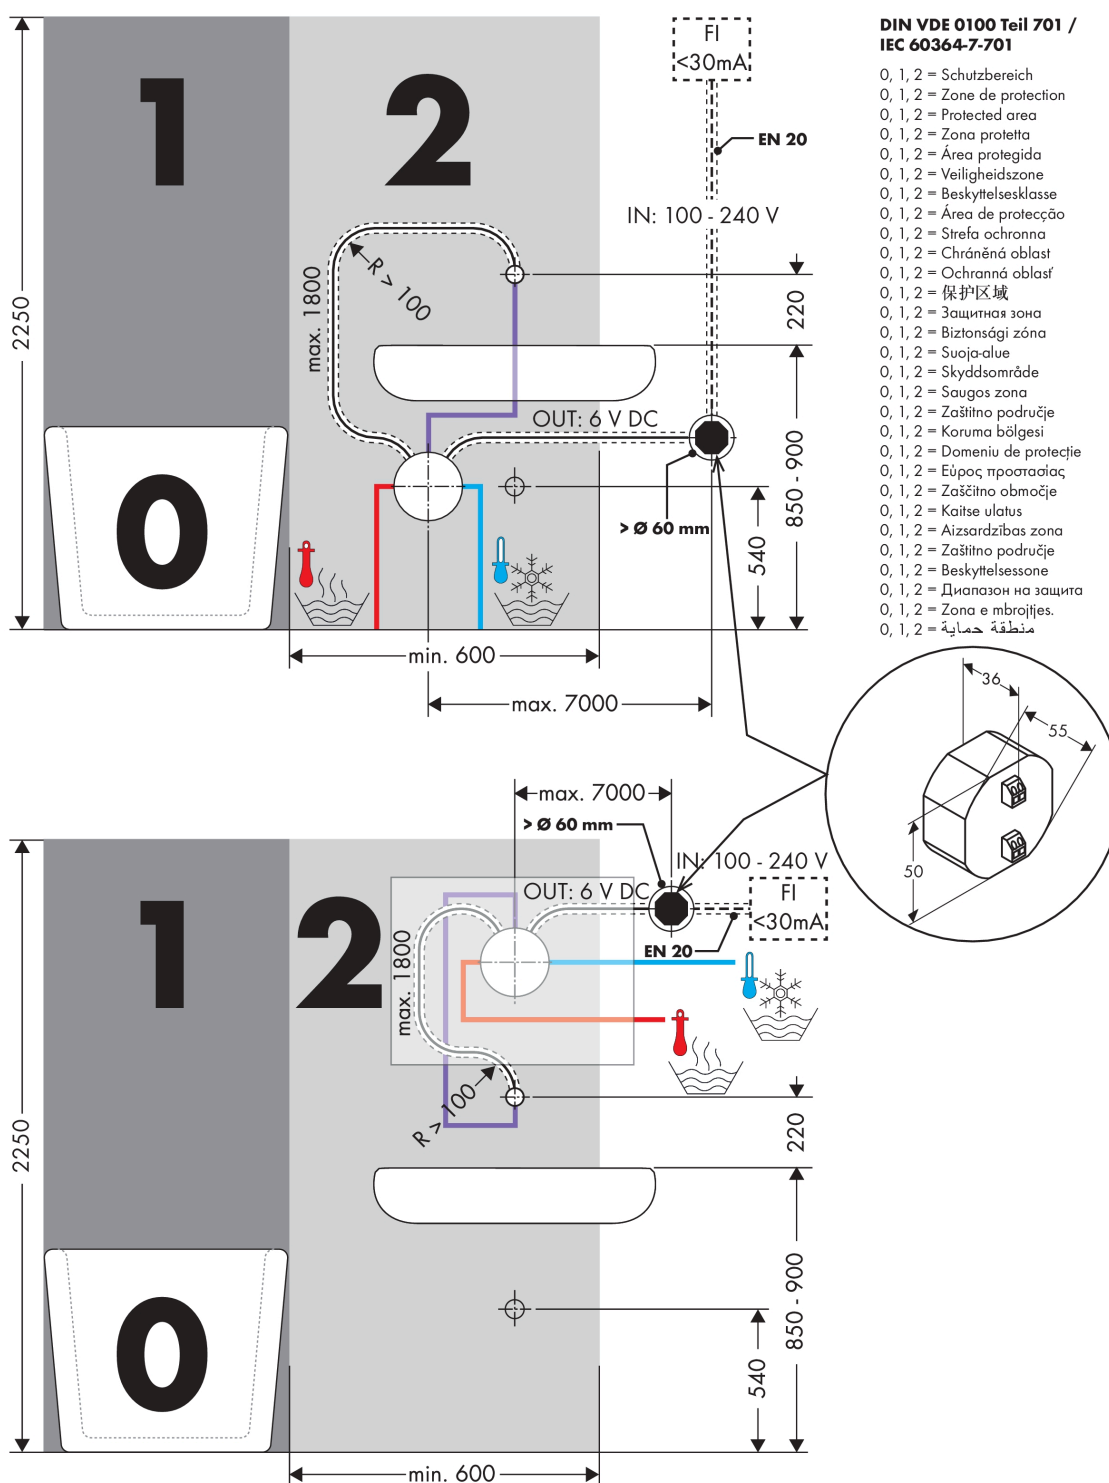 1
2
0
2250
max. 1800
R > 100
FI
<30mA
EN 20
IN: 100 - 240 V
220
OUT: 6 V DC
850 - 900
> Ø 60 mm
540
min. 600
max. 7000
DIN VDE 0100 Teil 701 /
IEC 60364-7-701
0, 1, 2 = Schutzbereich
0, 1, 2 = Zone de protection
0, 1, 2 = Protected area
0, 1, 2 = Zona protetta
0, 1, 2 = Área protegida
0, 1, 2 = Veiligheidszone
0, 1, 2 = Beskyttelsesklasse
0, 1, 2 = Área de protecção
0, 1, 2 = Strefa ochronna
0, 1, 2 = Chráněná oblast
0, 1, 2 = Ochranná oblasť
0, 1, 2 = 保护区域
0, 1, 2 = Защитная зона
0, 1, 2 = Biztonsági zóna
0, 1, 2 = Suoja-alue
0, 1, 2 = Skyddsområde
0, 1, 2 = Saugos zona
0, 1, 2 = Zaštitno područje
0, 1, 2 = Koruma bölgesi
0, 1, 2 = Domeniu de protecție
0, 1, 2 = Εύρος προστασίας
0, 1, 2 = Zaščitno območje
0, 1, 2 = Kaitse ulatus
0, 1, 2 = Aizsardzības zona
0, 1, 2 = Zaštitno područje
0, 1, 2 = Beskyttelsessone
0, 1, 2 = Диапазон на защита
0, 1, 2 = Zona e mbrojtjes.
0, 1, 2 = منطقة حماية
36
55
50
max. 7000
> Ø 60 mm
IN: 100 - 240 V
OUT: 6 V DC
FI
<30mA
EN 20
1
2
0
2250
max. 1800
R > 100
220
850 - 900
540
min. 600